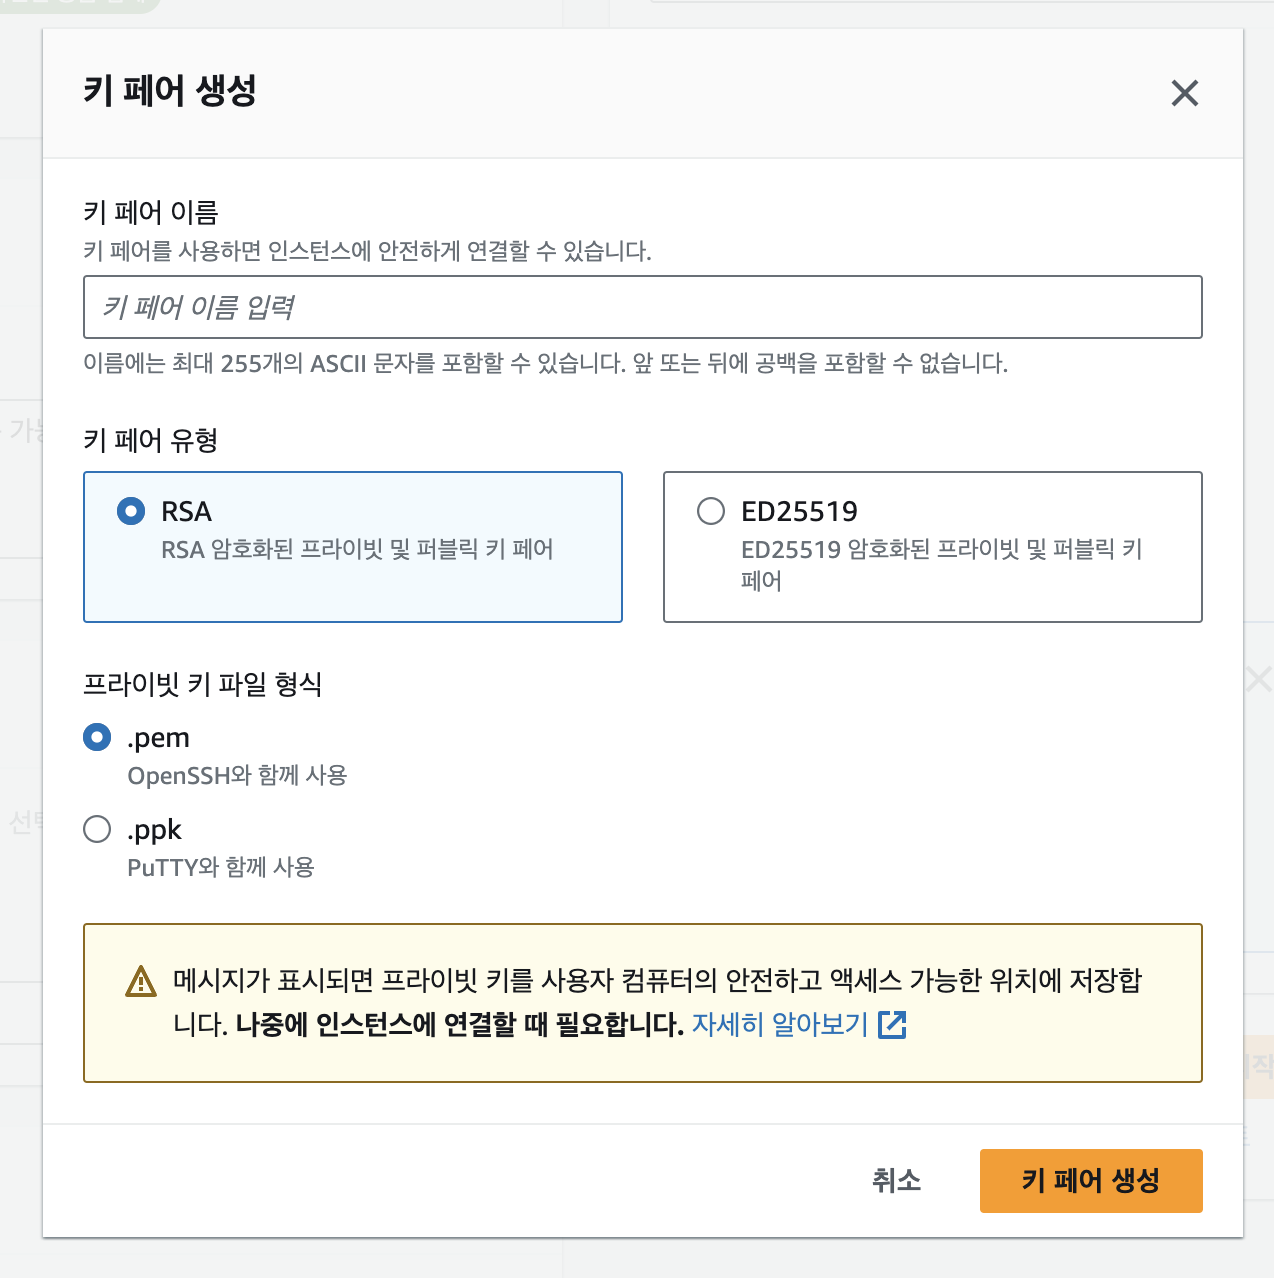 키 페어 생성
키 페어 이름
키 페어를 사용하면 인스턴스에 안전하게 연결할 수 있습니다.
키 페어 이름 입력
이름에는 최대 255개의 ASCII 문자를 포함할 수 있습니다. 앞 또는 뒤에 공백을 포함할 수 없습니다.
키 페어 유형
RSA
RSA 암호화된 프라이빗 및 퍼블릭 키 페어
ED25519
ED25519 암호화된 프라이빗 및 퍼블릭 키
페어
프라이빗 키 파일 형식
.pem
OpenSSH와 함께 사용
.ppk
PuTTY와 함께 사용
메시지가 표시되면 프라이빗 키를 사용자 컴퓨터의 안전하고 액세스 가능한 위치에 저장합
니다. 나중에 인스턴스에 연결할 때 필요합니다. 자세히 알아보기
취소
키 페어 생성